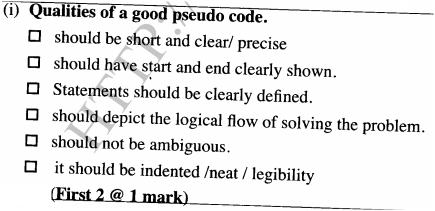 (i) Qualities of a good pseudo code.
□ should be short and clear/ precise
□ should have start and end clearly shown.
□ Statements should be clearly defined.
□ should depict the logical flow of solving the problem.
□ should not be ambiguous.
□ it should be indented /neat / legibility
(First 2 @ 1 mark)
HTTP:/